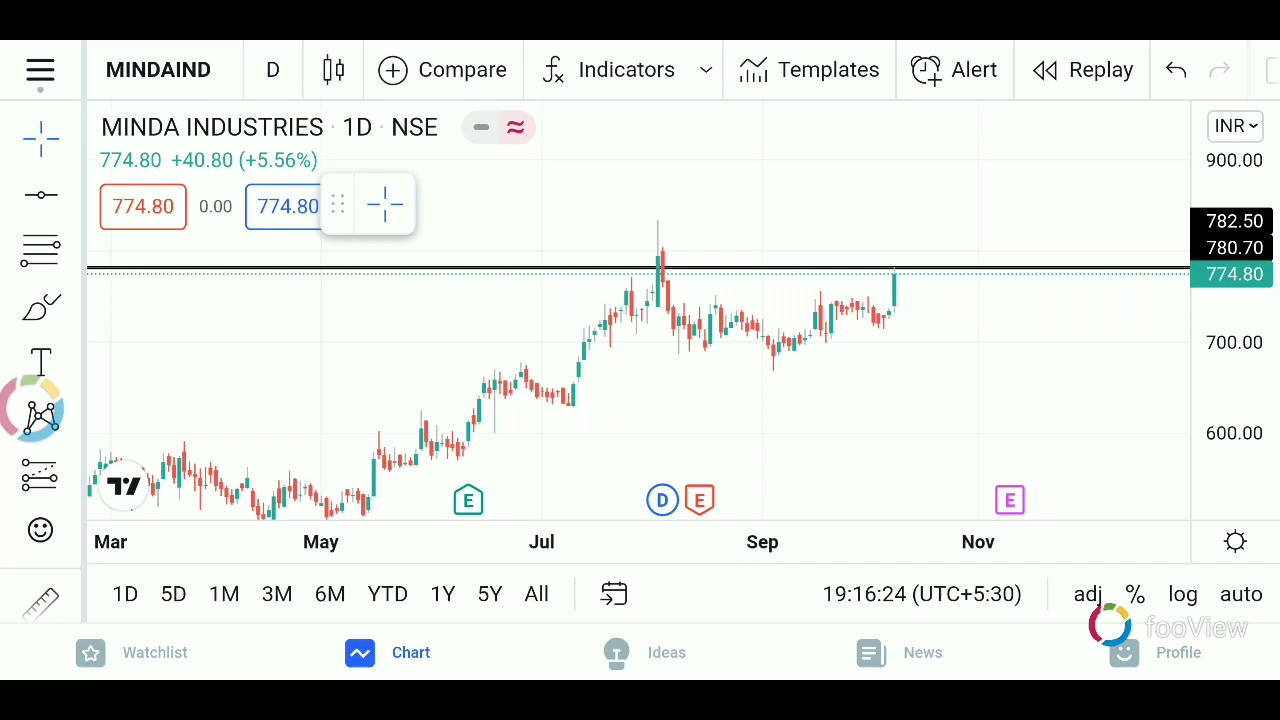 MINDAIND D Compare Indicators Templates Alert Replay
MINDA INDUSTRIES · 1D · NSE
INR
774.80 +40.80 (+5.56%)
900.00
774.80 0.00 774.80
782.50
780.70
774.80
700.00
T
600.00
E D E E
Mar May Jul Sep Nov
1D 5D 1M 3M 6M YTD 1Y 5Y All 19:16:24 (UTC+5:30) adj % log auto
fooView
Watchlist Chart Ideas News Profile